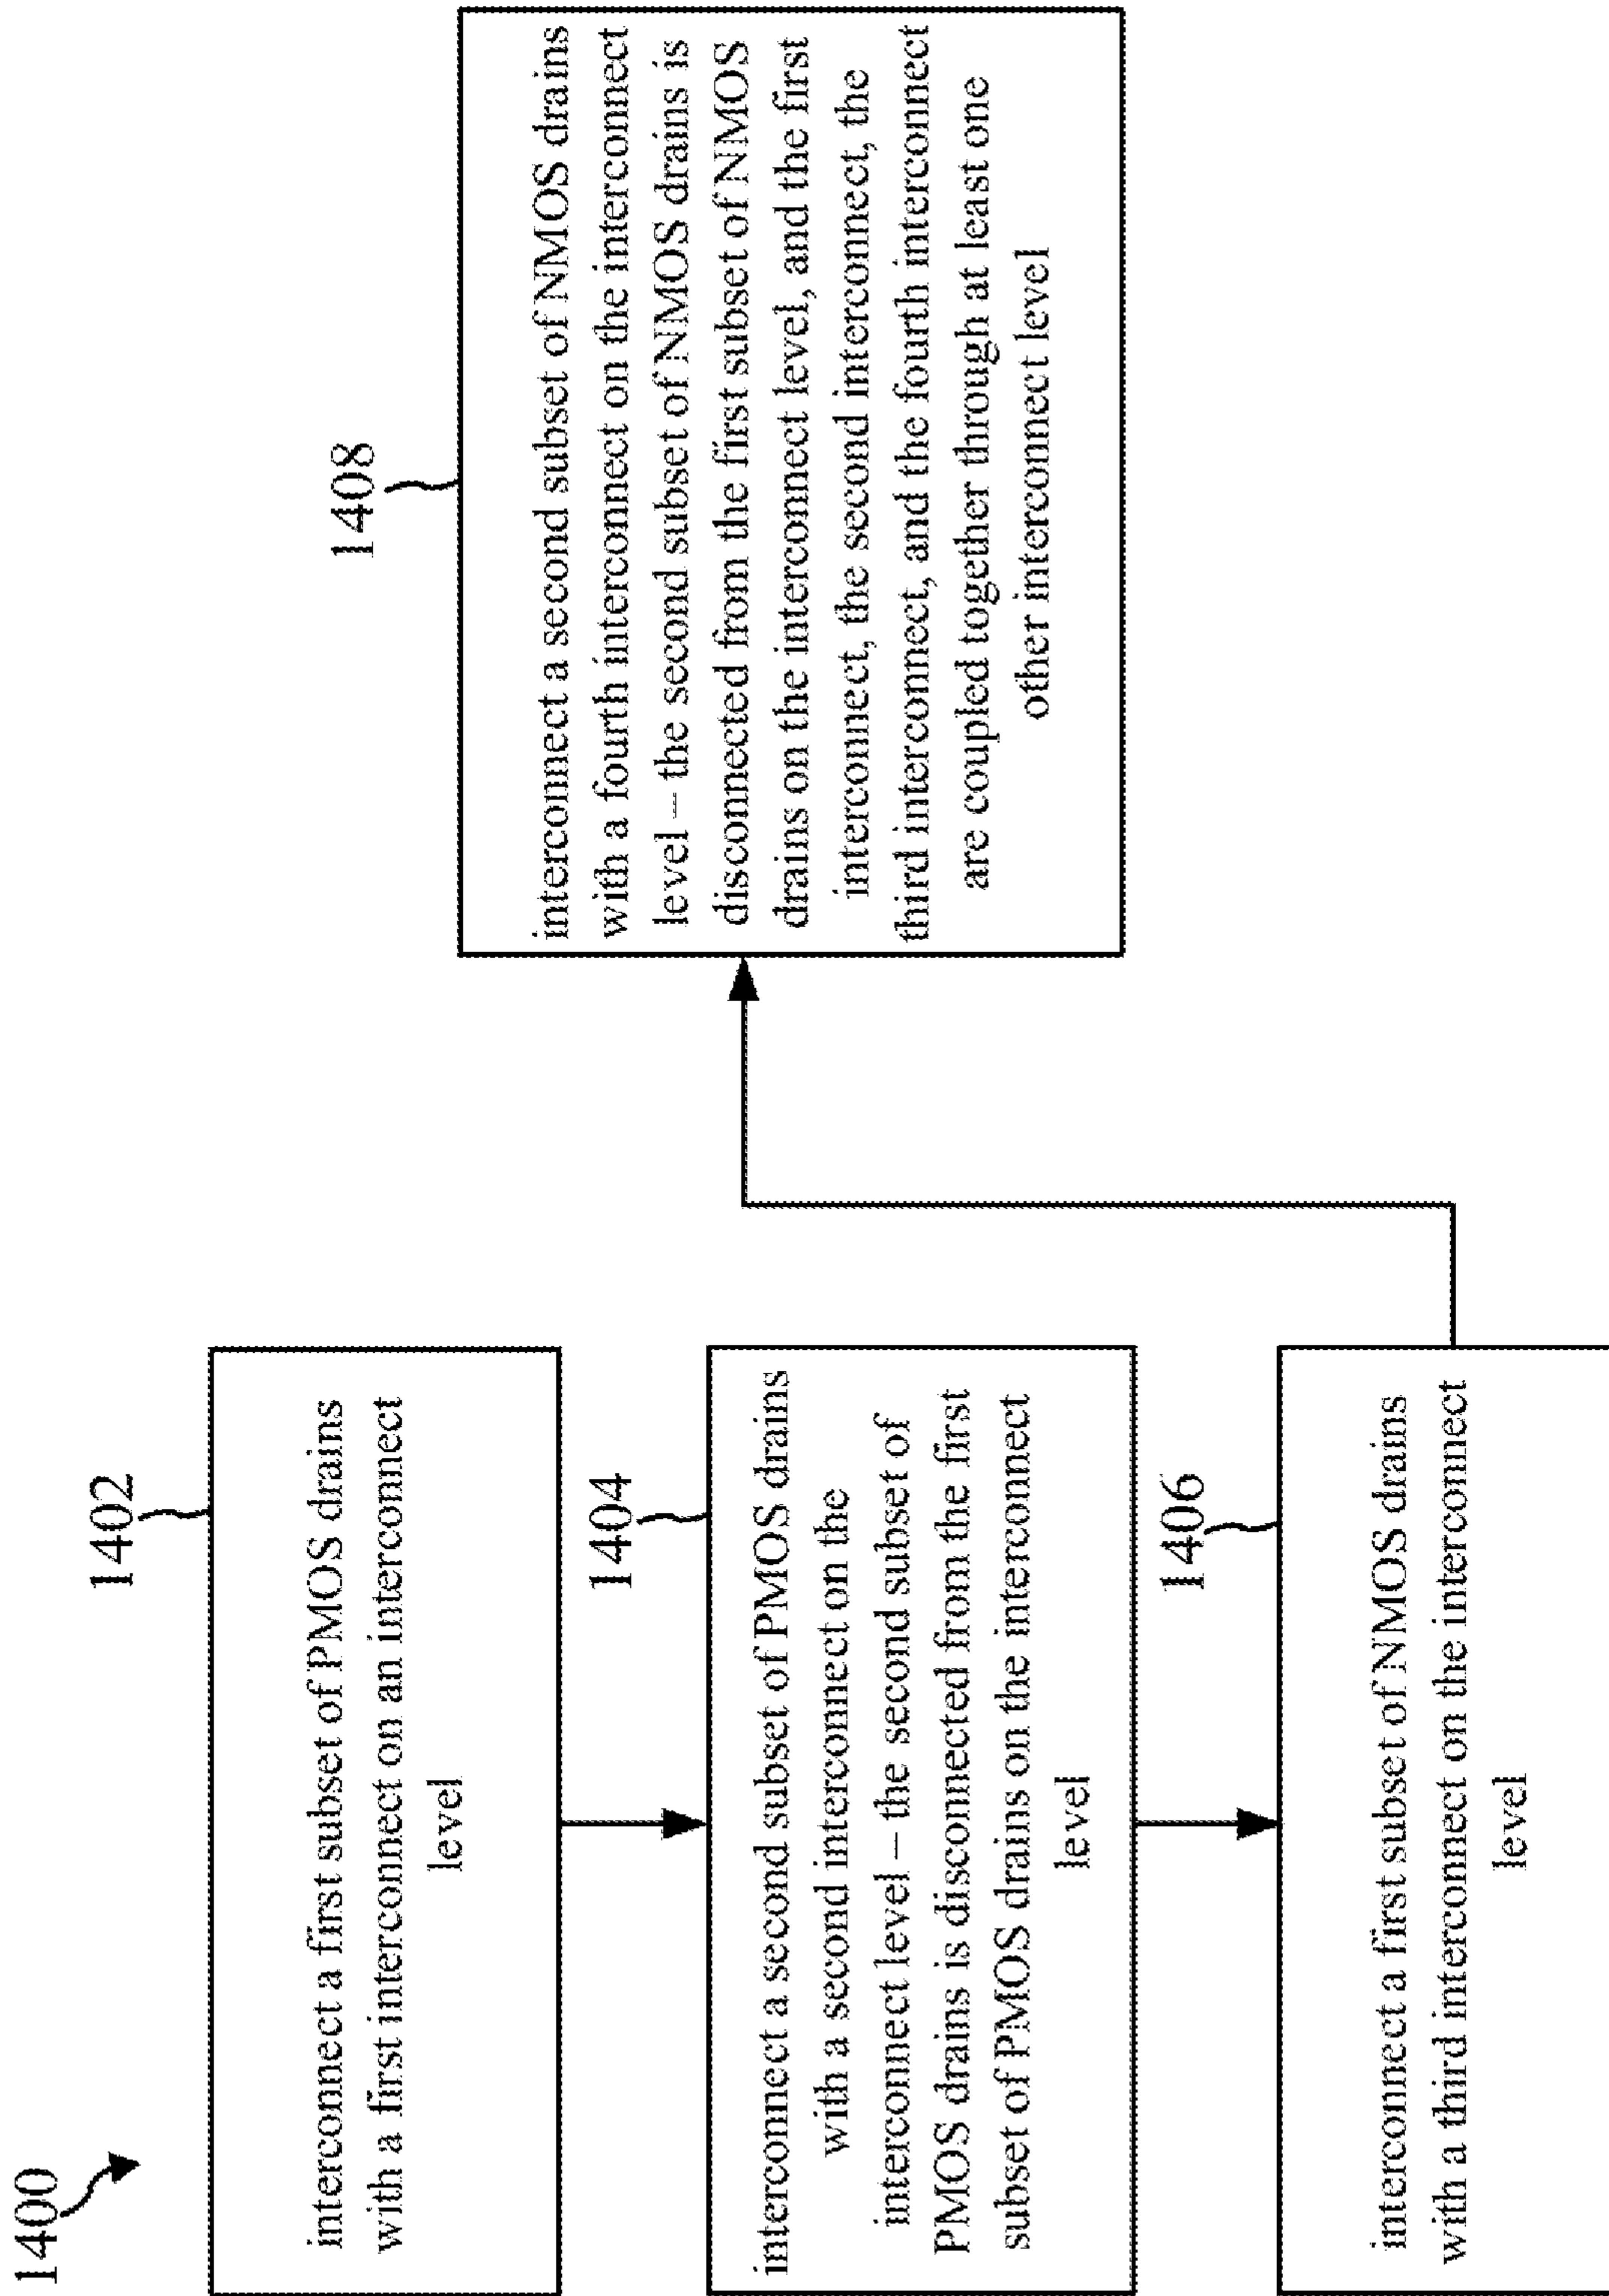 1400
1402
interconnect a first subset of PMOS drains
with a first interconnect on an interconnect
level
1404
interconnect a second subset of PMOS drains
with a second interconnect on the
interconnect level – the second subset of
PMOS drains is disconnected from the first
subset of PMOS drains on the interconnect
level
1406
interconnect a first subset of NMOS drains
with a third interconnect on the interconnect
level
1408
interconnect a second subset of NMOS drains
with a fourth interconnect on the interconnect
level – the second subset of NMOS drains is
disconnected from the first subset of NMOS
drains on the interconnect level, and the first
interconnect, the second interconnect, the
third interconnect, and the fourth interconnect
are coupled together through at least one
other interconnect level